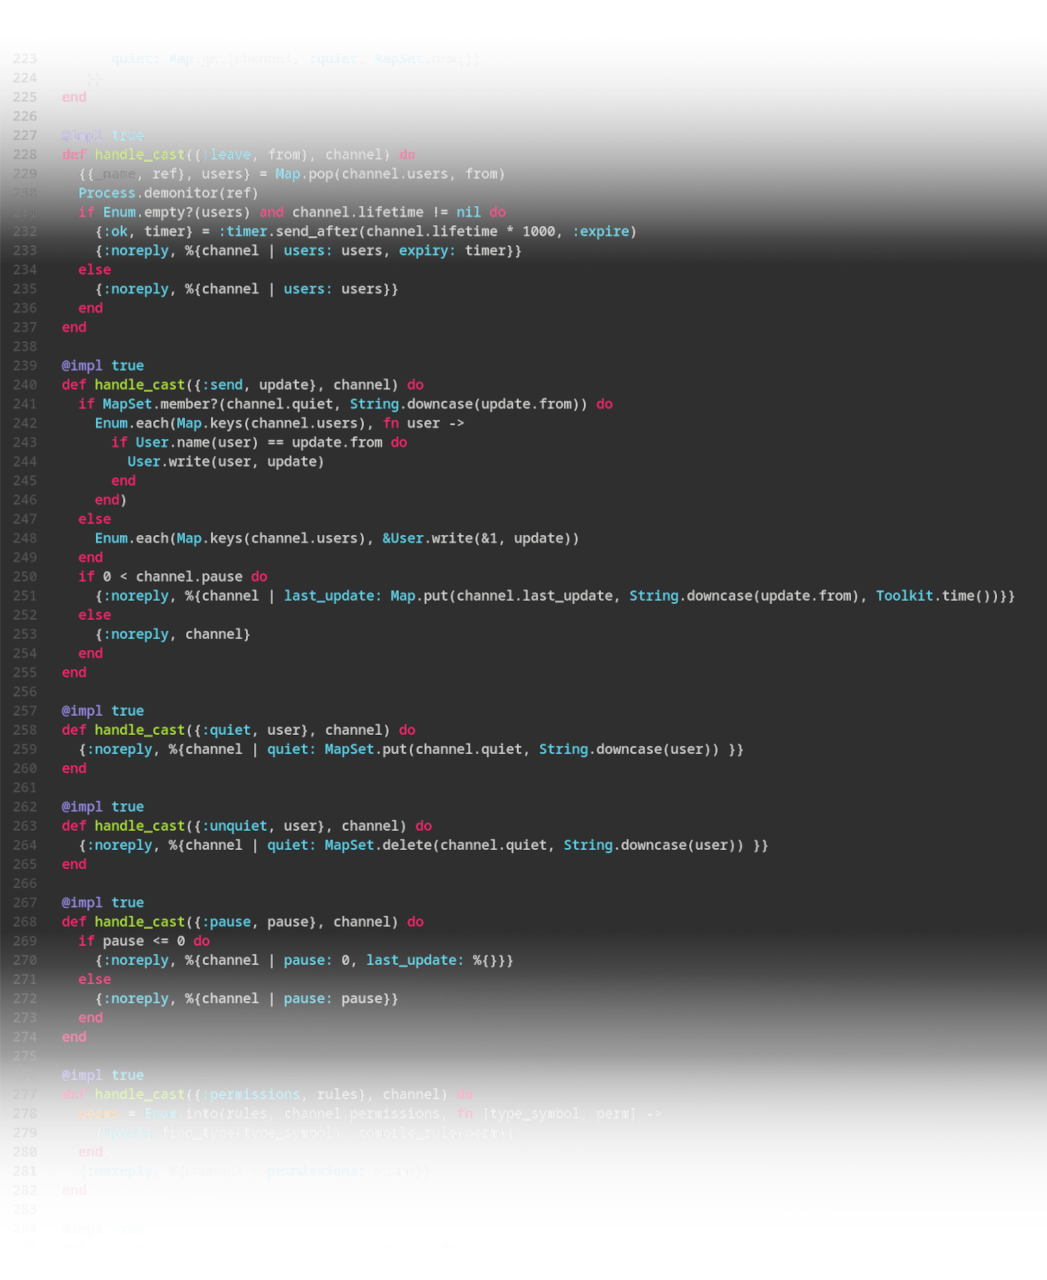 223 quiet: Map.get(channel, :quiet, MapSet.new())
224 }}
225 end
226
227 @impl true
228 def handle_cast({:leave, from}, channel) do
229 {{_name, ref}, users} = Map.pop(channel.users, from)
230 Process.demonitor(ref)
231 if Enum.empty?(users) and channel.lifetime != nil do
232 {:ok, timer} = :timer.send_after(channel.lifetime * 1000, :expire)
233 {:noreply, %{channel | users: users, expiry: timer}}
234 else
235 {:noreply, %{channel | users: users}}
236 end
237 end
238
239 @impl true
240 def handle_cast({:send, update}, channel) do
241 if MapSet.member?(channel.quiet, String.downcase(update.from)) do
242 Enum.each(Map.keys(channel.users), fn user ->
243 if User.name(user) == update.from do
244 User.write(user, update)
245 end
246 end)
247 else
248 Enum.each(Map.keys(channel.users), &User.write(&1, update))
249 end
250 if 0 < channel.pause do
251 {:noreply, %{channel | last_update: Map.put(channel.last_update, String.downcase(update.from), Toolkit.time())}}
252 else
253 {:noreply, channel}
254 end
255 end
256
257 @impl true
258 def handle_cast({:quiet, user}, channel) do
259 {:noreply, %{channel | quiet: MapSet.put(channel.quiet, String.downcase(user)) }}
260 end
261
262 @impl true
263 def handle_cast({:unquiet, user}, channel) do
264 {:noreply, %{channel | quiet: MapSet.delete(channel.quiet, String.downcase(user)) }}
265 end
266
267 @impl true
268 def handle_cast({:pause, pause}, channel) do
269 if pause <= 0 do
270 {:noreply, %{channel | pause: 0, last_update: %{}}}
271 else
272 {:noreply, %{channel | pause: pause}}
273 end
274 end
275
@impl true
277 def handle_cast({:permissions, rules}, channel) do
278 = Enum.into(rules, channel.permissions, fn [type_symbol, perm] ->
279 find_type(type_symbol), compile_rule(perm)
280 end
281 {:noreply, permissions:
282 end
283